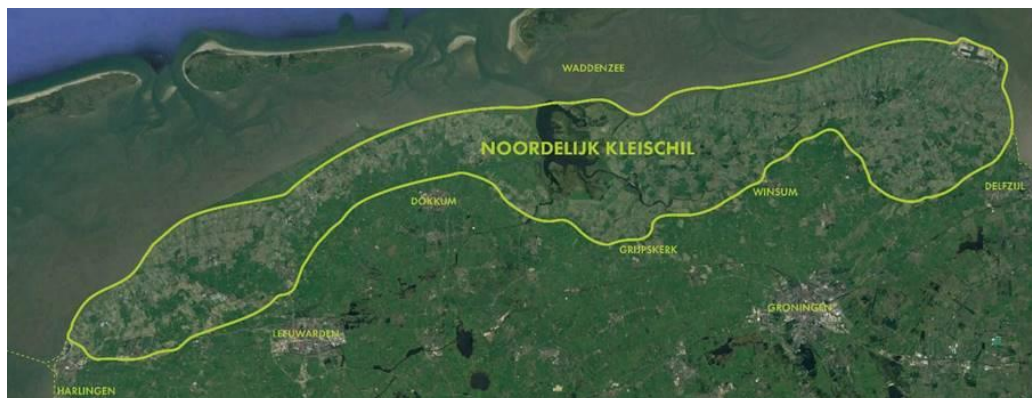 WADDENZEE
NOORDELIJK KLEISCHIL
DOKKUM
WINSUM
DELFZIJL
GRIJPSKERK
GRONINGEN
LEEUWARDEN
HARLINGEN